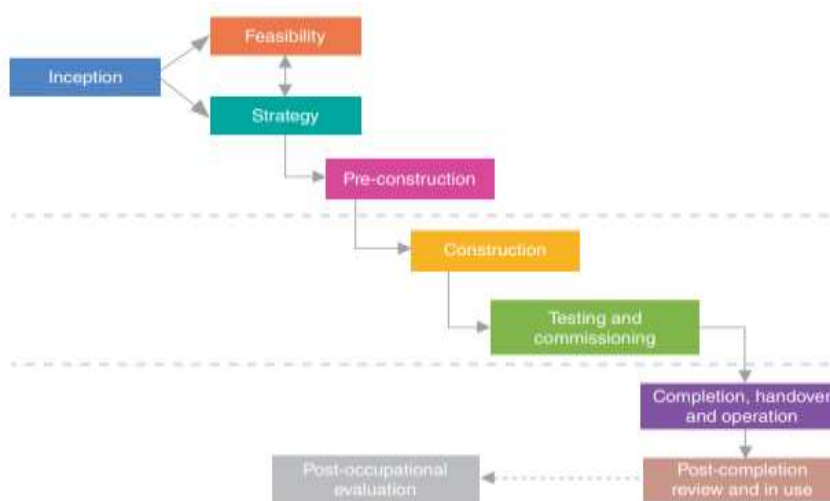 Feasibility
Inception
Strategy
Pre-construction
Construction
Testing and
commissioning
Completion, handover
and operation
Post-occupational
evaluation
Post-completion
review and in use